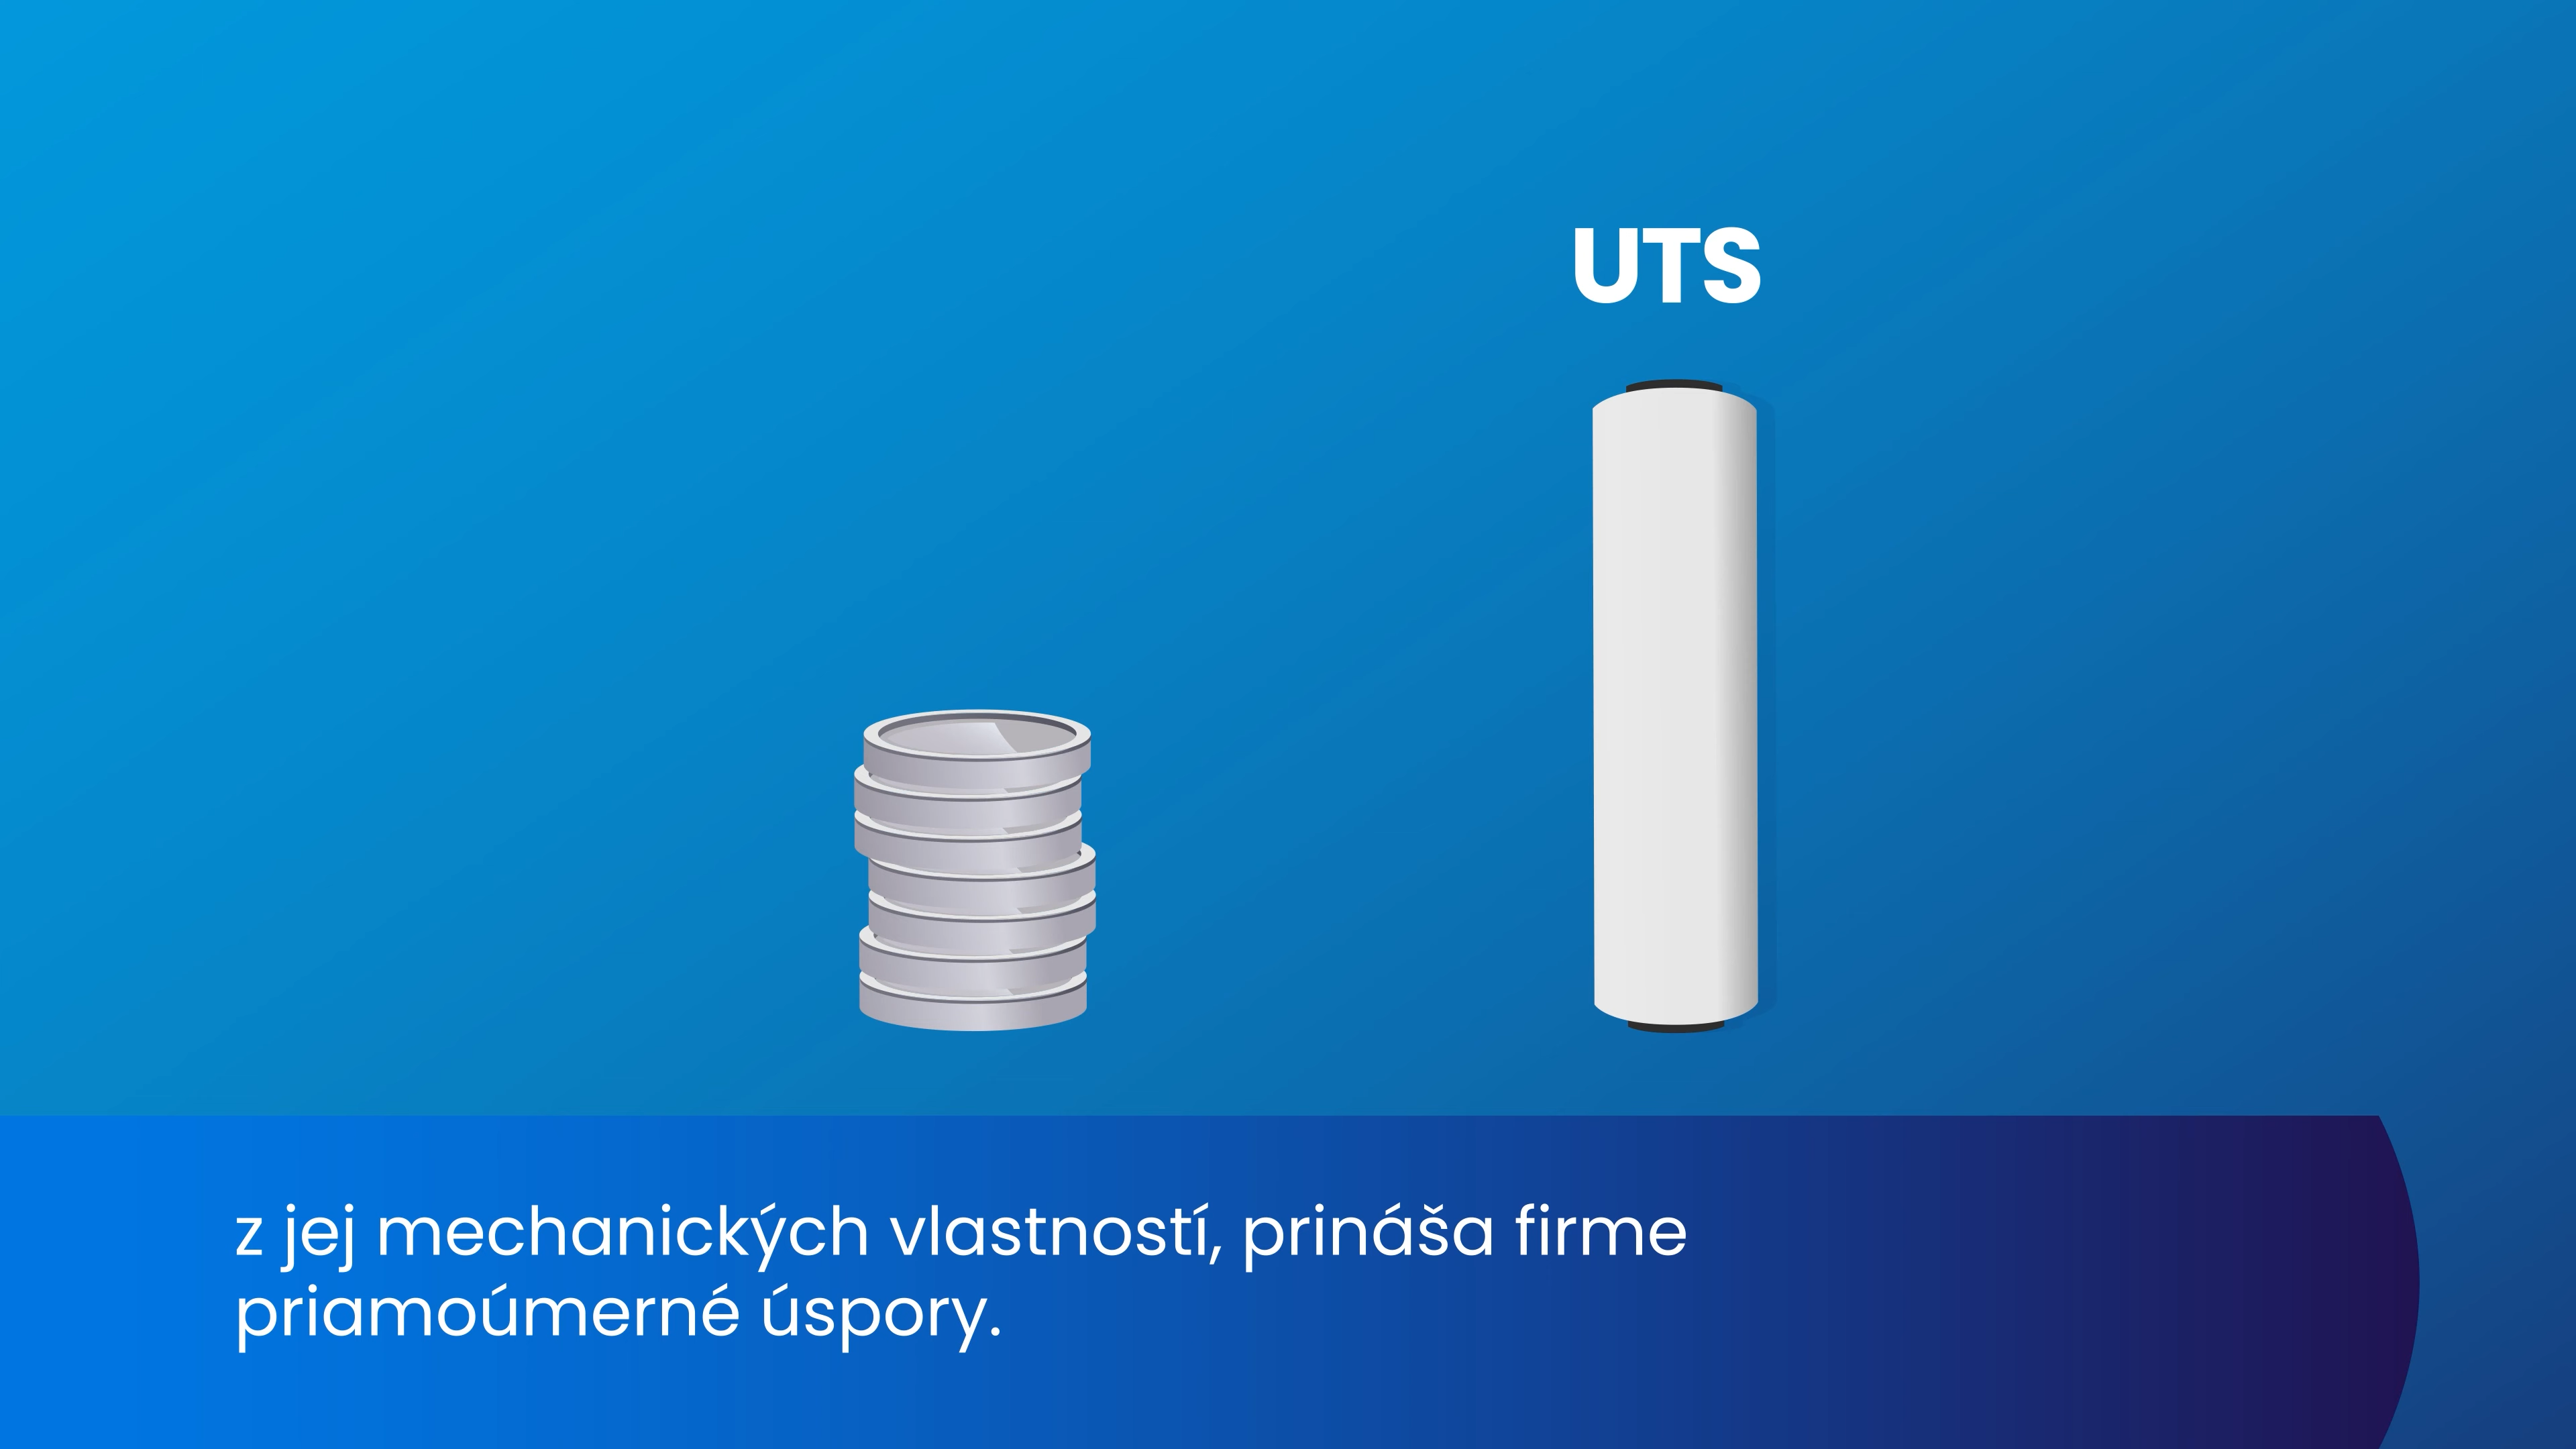 UTS
z jej mechanických vlastností, prináša firme
priamoúmerné úspory.